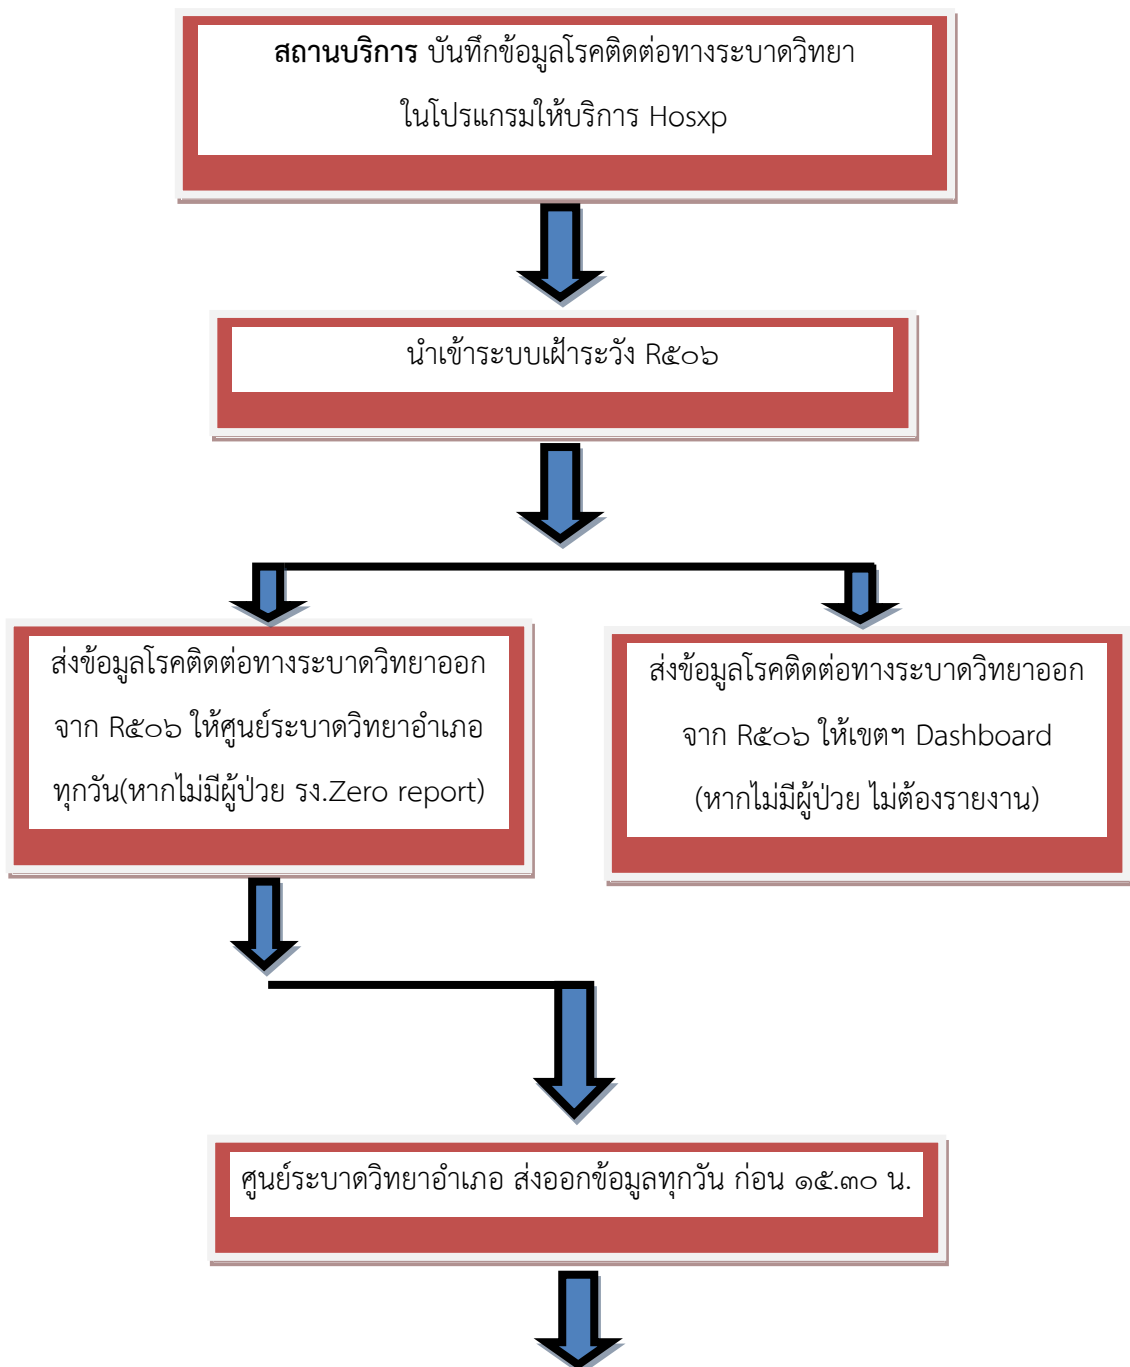 สถานบริการ บันทึกข้อมูลโรคติดต่อทางระบาดวิทยา
ในโปรแกรมให้บริการ Hosxp
นำเข้าระบบเฝ้าระวัง R๕๐๖
ส่งข้อมูลโรคติดต่อทางระบาดวิทยาออก
จาก R๕๐๖ ให้ศูนย์ระบาดวิทยาอำเภอ
ทุกวัน(หากไม่มีผู้ป่วย รง.Zero report)
ส่งข้อมูลโรคติดต่อทางระบาดวิทยาออก
จาก R๕๐๖ ให้เขตฯ Dashboard
(หากไม่มีผู้ป่วย ไม่ต้องรายงาน)
ศูนย์ระบาดวิทยาอำเภอ ส่งออกข้อมูลทุกวัน ก่อน ๑๕.๓๐ น.